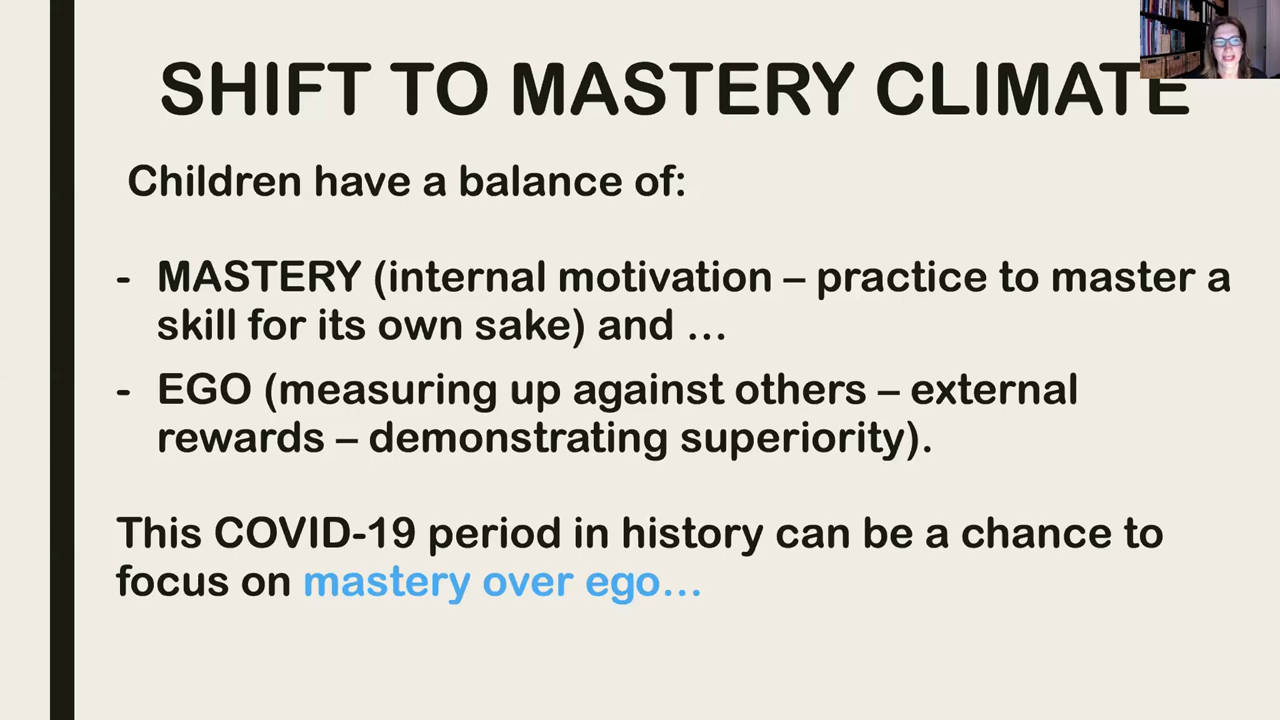 SHIFT TO MASTERY CLIMATE
Children have a balance of:
- MASTERY (internal motivation – practice to master a
skill for its own sake) and …
- EGO (measuring up against others – external
rewards – demonstrating superiority).
This COVID-19 period in history can be a chance to
focus on mastery over ego…